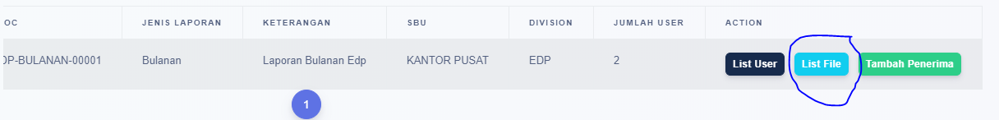 OC JENIS LAPORAN KETERANGAN SBU DIVISION JUMLAH USER ACTION
OP-BULANAN-00001 Bulanan Laporan Bulanan Edp KANTOR PUSAT EDP 2 List User List File Tambah Penerima
1